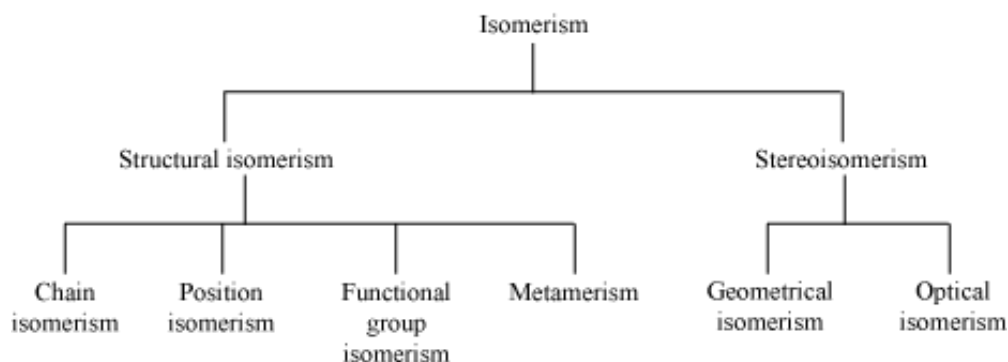 Isomerism
Structural isomerism
Stereoisomerism
Chain
isomerism
Position
isomerism
Functional
group
isomerism
Metamerism
Geometrical
isomerism
Optical
isomerism